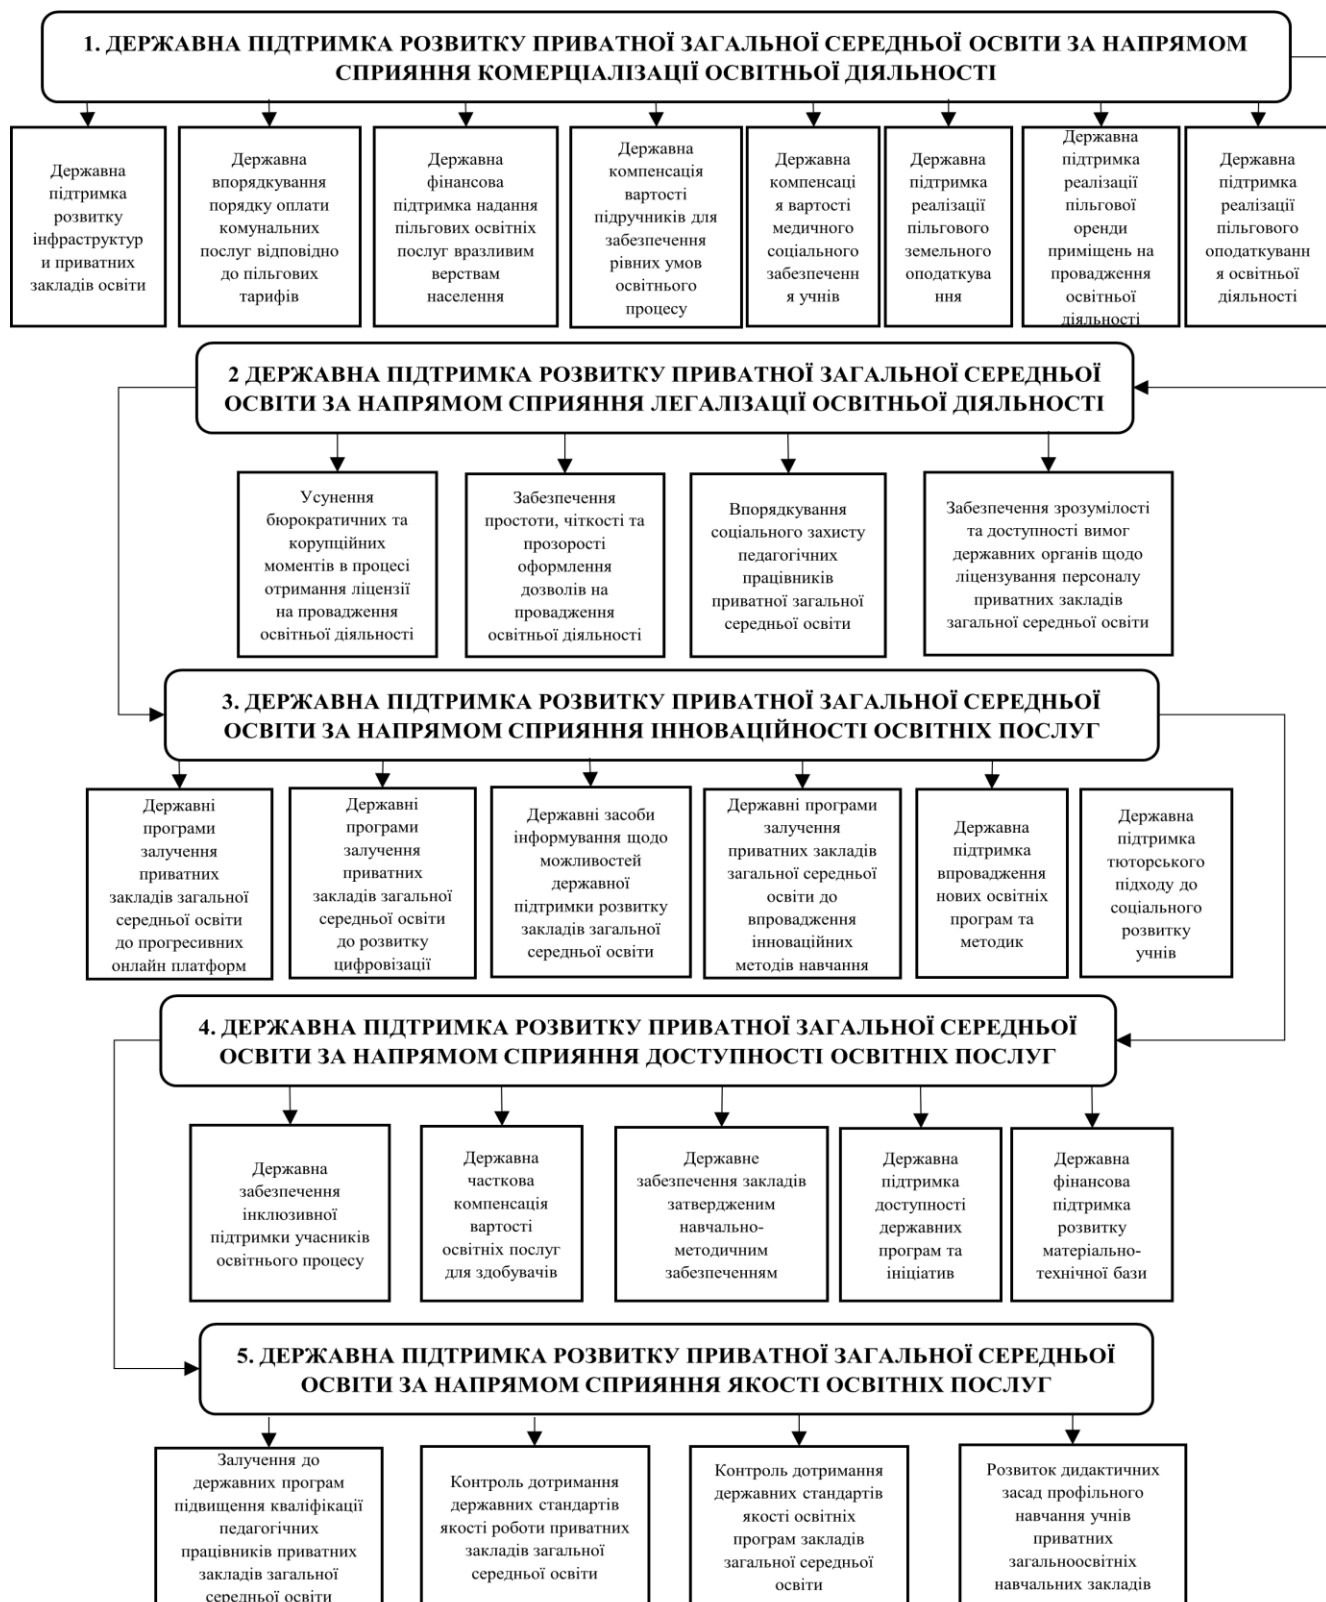 1. ДЕРЖАВНА ПІДТРИМКА РОЗВИТКУ ПРИВАТНОЇ ЗАГАЛЬНОЇ СЕРЕДНЬОЇ ОСВІТИ ЗА НАПРЯМОМ
СПРИЯННЯ КОМЕРЦІАЛІЗАЦІЇ ОСВІТНЬОЇ ДІЯЛЬНОСТІ
Державна
підтримка
розвитку
інфраструктур
и приватних
закладів освіти
Державна
впорядкування
порядку оплати
комунальних
послуг відповідно
до пільгових
тарифів
Державна
фінансова
підтримка надання
пільгових освітніх
послуг вразливим
верствам
населення
Державна
компенсація
вартості
підручників для
забезпечення
рівних умов
освітнього
процесу
Державна
компенсаці
я вартості
медичного
соціального
забезпеченн
я учнів
Державна
підтримка
реалізації
пільгового
земельного
оподаткува
ння
Державна
підтримка
реалізації
пільгової
оренди
приміщень на
провадження
освітньої
діяльності
Державна
підтримка
реалізації
пільгового
оподаткуванн
я освітньої
діяльності
2 ДЕРЖАВНА ПІДТРИМКА РОЗВИТКУ ПРИВАТНОЇ ЗАГАЛЬНОЇ СЕРЕДНЬОЇ
ОСВІТИ ЗА НАПРЯМОМ СПРИЯННЯ ЛЕГАЛІЗАЦІЇ ОСВІТНЬОЇ ДІЯЛЬНОСТІ
Усунення
бюрократичних та
корупційних
моментів в процесі
отримання ліцензії
на провадження
освітньої діяльності
Забезпечення
простоти, чіткості та
прозорості
оформлення
дозволів на
провадження
освітньої діяльності
Впорядкування
соціального захисту
педагогічних
працівників
приватної загальної
середньої освіти
Забезпечення зрозумілості
та доступності вимог
державних органів щодо
ліцензування персоналу
приватних закладів
загальної середньої освіти
3. ДЕРЖАВНА ПІДТРИМКА РОЗВИТКУ ПРИВАТНОЇ ЗАГАЛЬНОЇ СЕРЕДНЬОЇ
ОСВІТИ ЗА НАПРЯМОМ СПРИЯННЯ ІННОВАЦІЙНОСТІ ОСВІТНІХ ПОСЛУГ
Державні
програми
залучення
приватних
закладів загальної
середньої освіти
до прогресивних
онлайн платформ
Державні
програми
залучення
приватних
закладів загальної
середньої освіти
до розвитку
цифровізації
Державні засоби
інформування щодо
можливостей
державної
підтримки розвитку
закладів загальної
середньої освіти
Державні програми
залучення
приватних закладів
загальної середньої
освіти до
впровадження
інноваційних
методів навчання
Державна
підтримка
впровадження
нових освітніх
програм та
методик
Державна
підтримка
тюторського
підходу до
соціального
розвитку
учнів
4. ДЕРЖАВНА ПІДТРИМКА РОЗВИТКУ ПРИВАТНОЇ ЗАГАЛЬНОЇ СЕРЕДНЬОЇ
ОСВІТИ ЗА НАПРЯМОМ СПРИЯННЯ ДОСТУПНОСТІ ОСВІТНІХ ПОСЛУГ
Державна
забезпечення
інклюзивної
підтримки учасників
освітнього процесу
Державна
часткова
компенсація
вартості
освітніх послуг
для здобувачів
Державне
забезпечення закладів
затвердженим
навчально-
методичним
забезпеченням
Державна
підтримка
доступності
державних
програм та
ініціатив
Державна
фінансова
підтримка
розвитку
матеріально-
технічної бази
5. ДЕРЖАВНА ПІДТРИМКА РОЗВИТКУ ПРИВАТНОЇ ЗАГАЛЬНОЇ СЕРЕДНЬОЇ
ОСВІТИ ЗА НАПРЯМОМ СПРИЯННЯ ЯКОСТІ ОСВІТНІХ ПОСЛУГ
Залучення до
державних програм
підвищення кваліфікації
педагогічних
працівників приватних
закладів загальної
середньої освіти
Контроль дотримання
державних стандартів
якості роботи приватних
закладів загальної
середньої освіти
Контроль дотримання
державних стандартів
якості освітніх
програм закладів
загальної середньої
освіти
Розвиток дидактичних
засад профільного
навчання учнів
приватних
загальноосвітніх
навчальних закладів